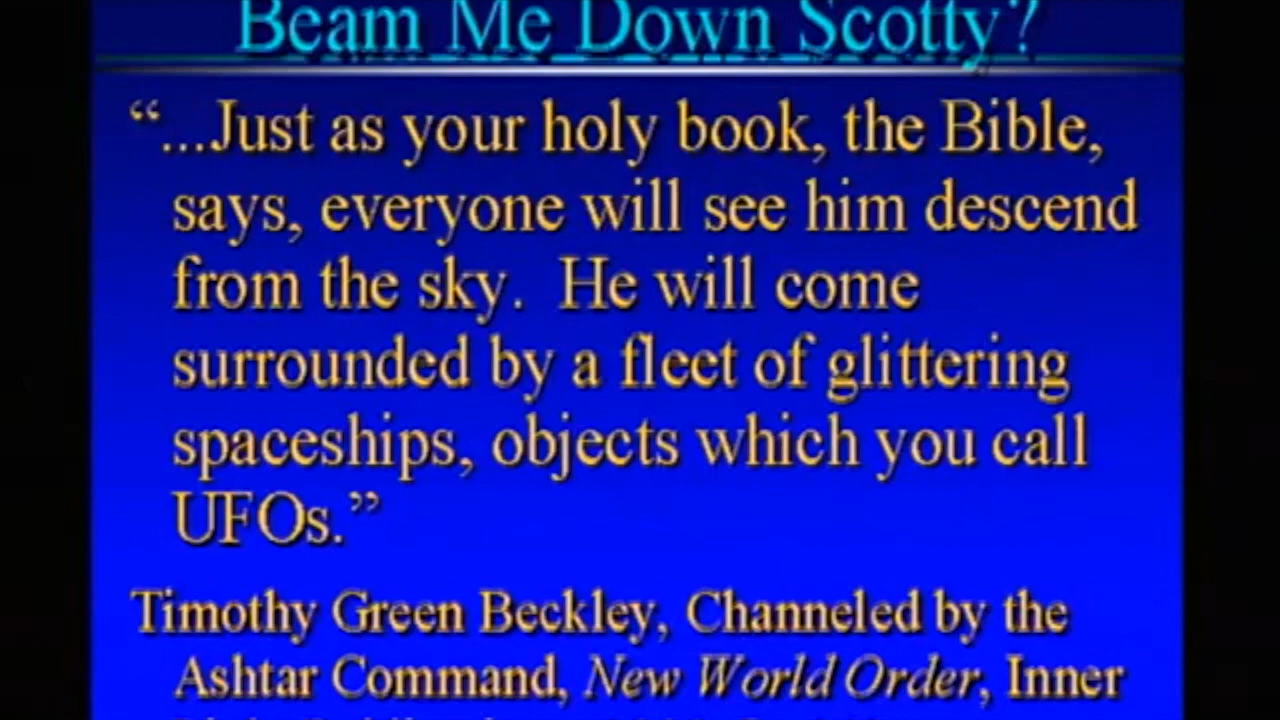 Beam Me Down Scotty?
“...Just as your holy book, the Bible,
says, everyone will see him descend
from the sky. He will come
surrounded by a fleet of glittering
spaceships, objects which you call
UFOs.”
Timothy Green Beckley, Channeled by the
Ashtar Command, New World Order, Inner